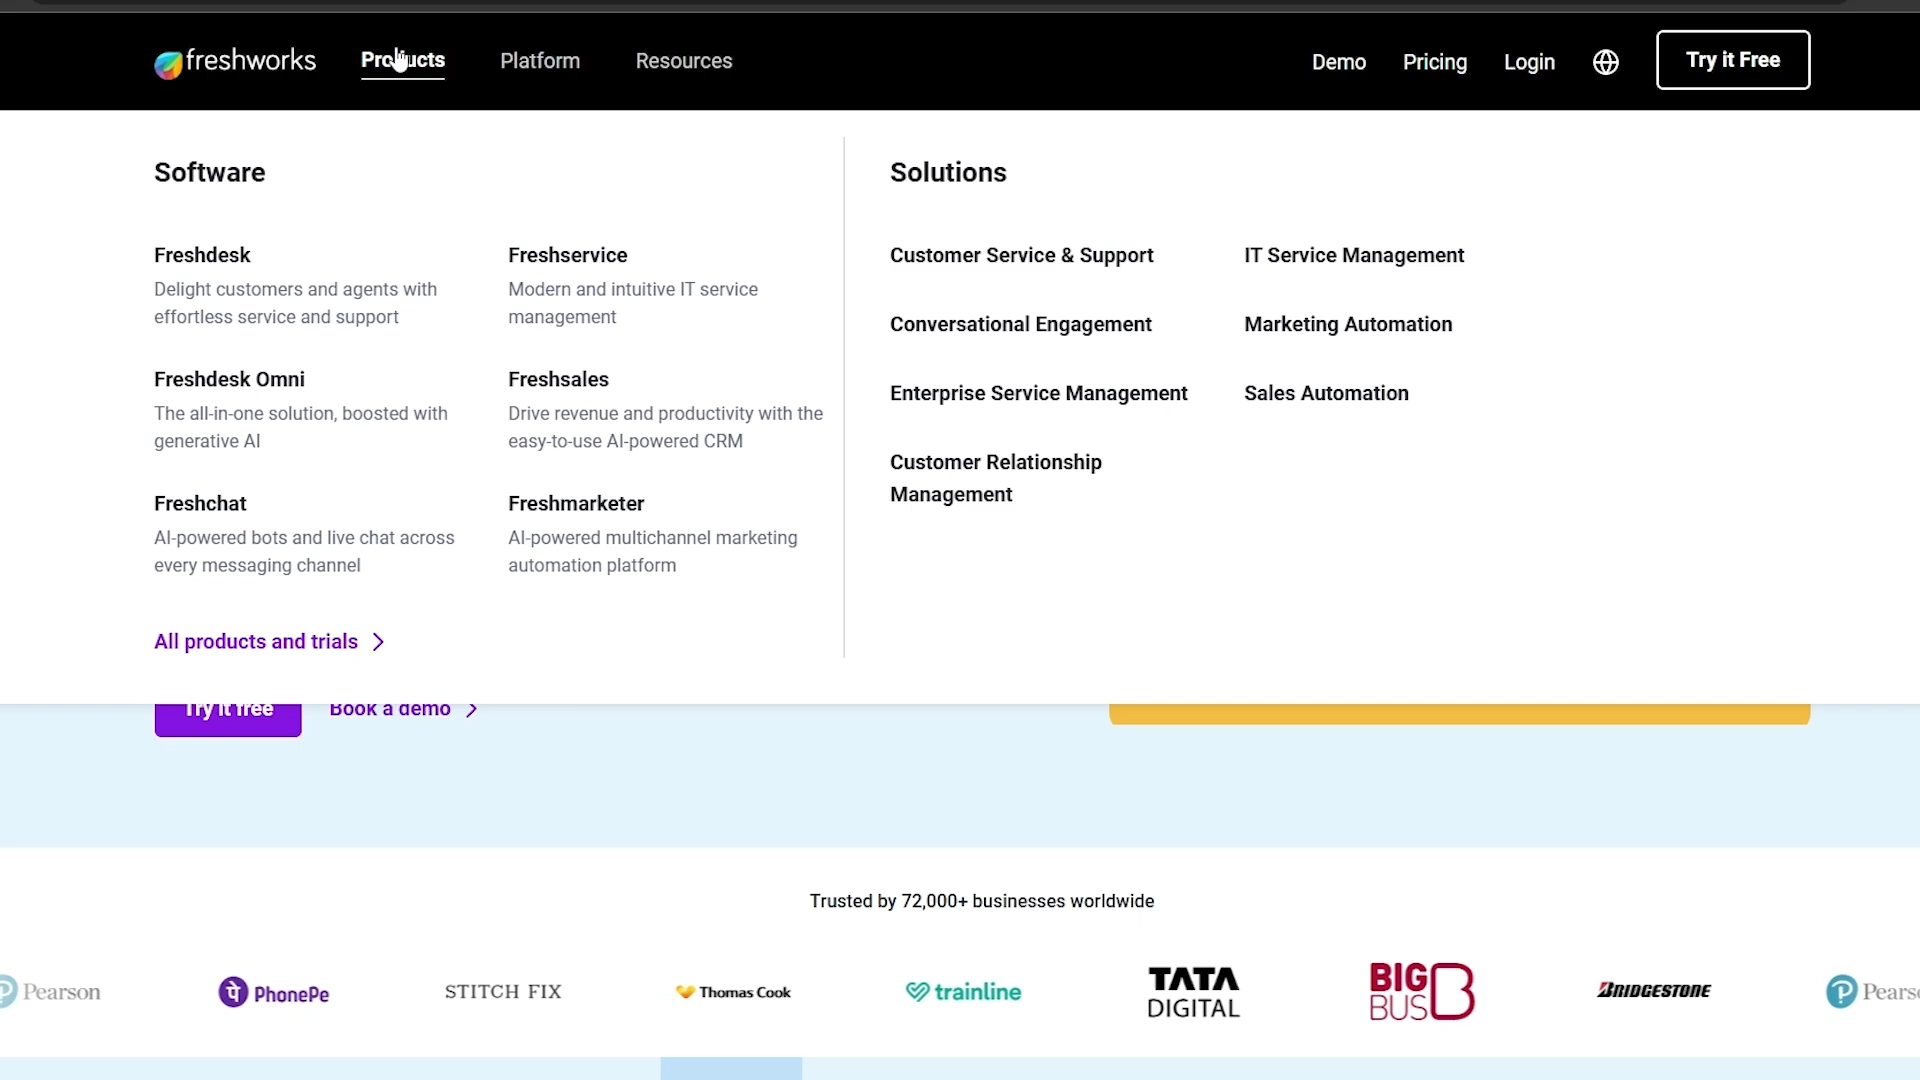 freshworks
Products
Platform
Resources
Demo
Pricing
Login
Try it Free
Software
Freshdesk
Delight customers and agents with
effortless service and support
Freshservice
Modern and intuitive IT service
management
Freshdesk Omni
The all-in-one solution, boosted with
generative AI
Freshsales
Drive revenue and productivity with the
easy-to-use AI-powered CRM
Freshchat
AI-powered bots and live chat across
every messaging channel
Freshmarketer
AI-powered multichannel marketing
automation platform
All products and trials
Solutions
Customer Service & Support
IT Service Management
Conversational Engagement
Marketing Automation
Enterprise Service Management
Sales Automation
Customer Relationship
Management
Try it free
Book a demo
Trusted by 72,000+ businesses worldwide
Pearson
पे PhonePe
STITCH FIX
Thomas Cook
trainline
TATA
DIGITAL
BIG
BUS
B
BRIDGESTONE
P Pears